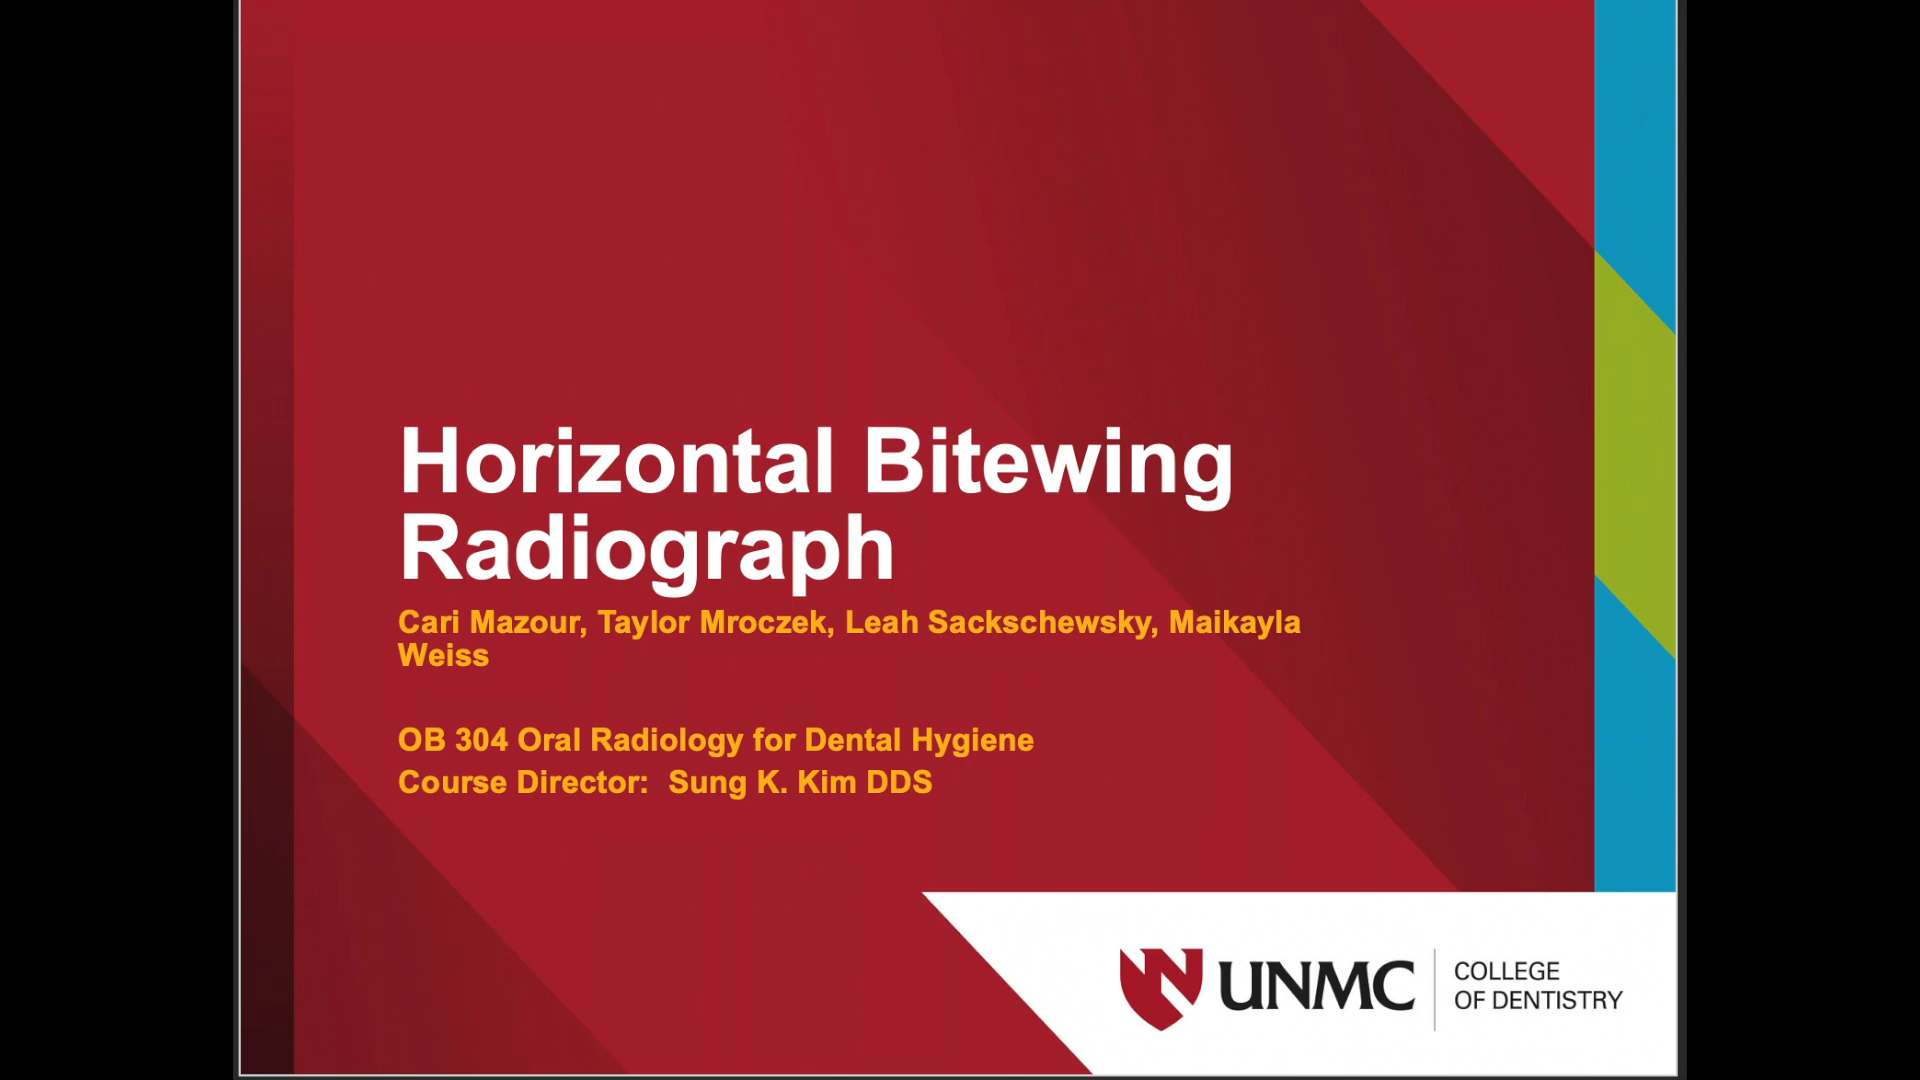 Horizontal Bitewing
Radiograph
Cari Mazour, Taylor Mroczek, Leah Sackschewsky, Maikayla
Weiss
OB 304 Oral Radiology for Dental Hygiene
Course Director:  Sung K. Kim DDS
UNMC
COLLEGE
OF DENTISTRY